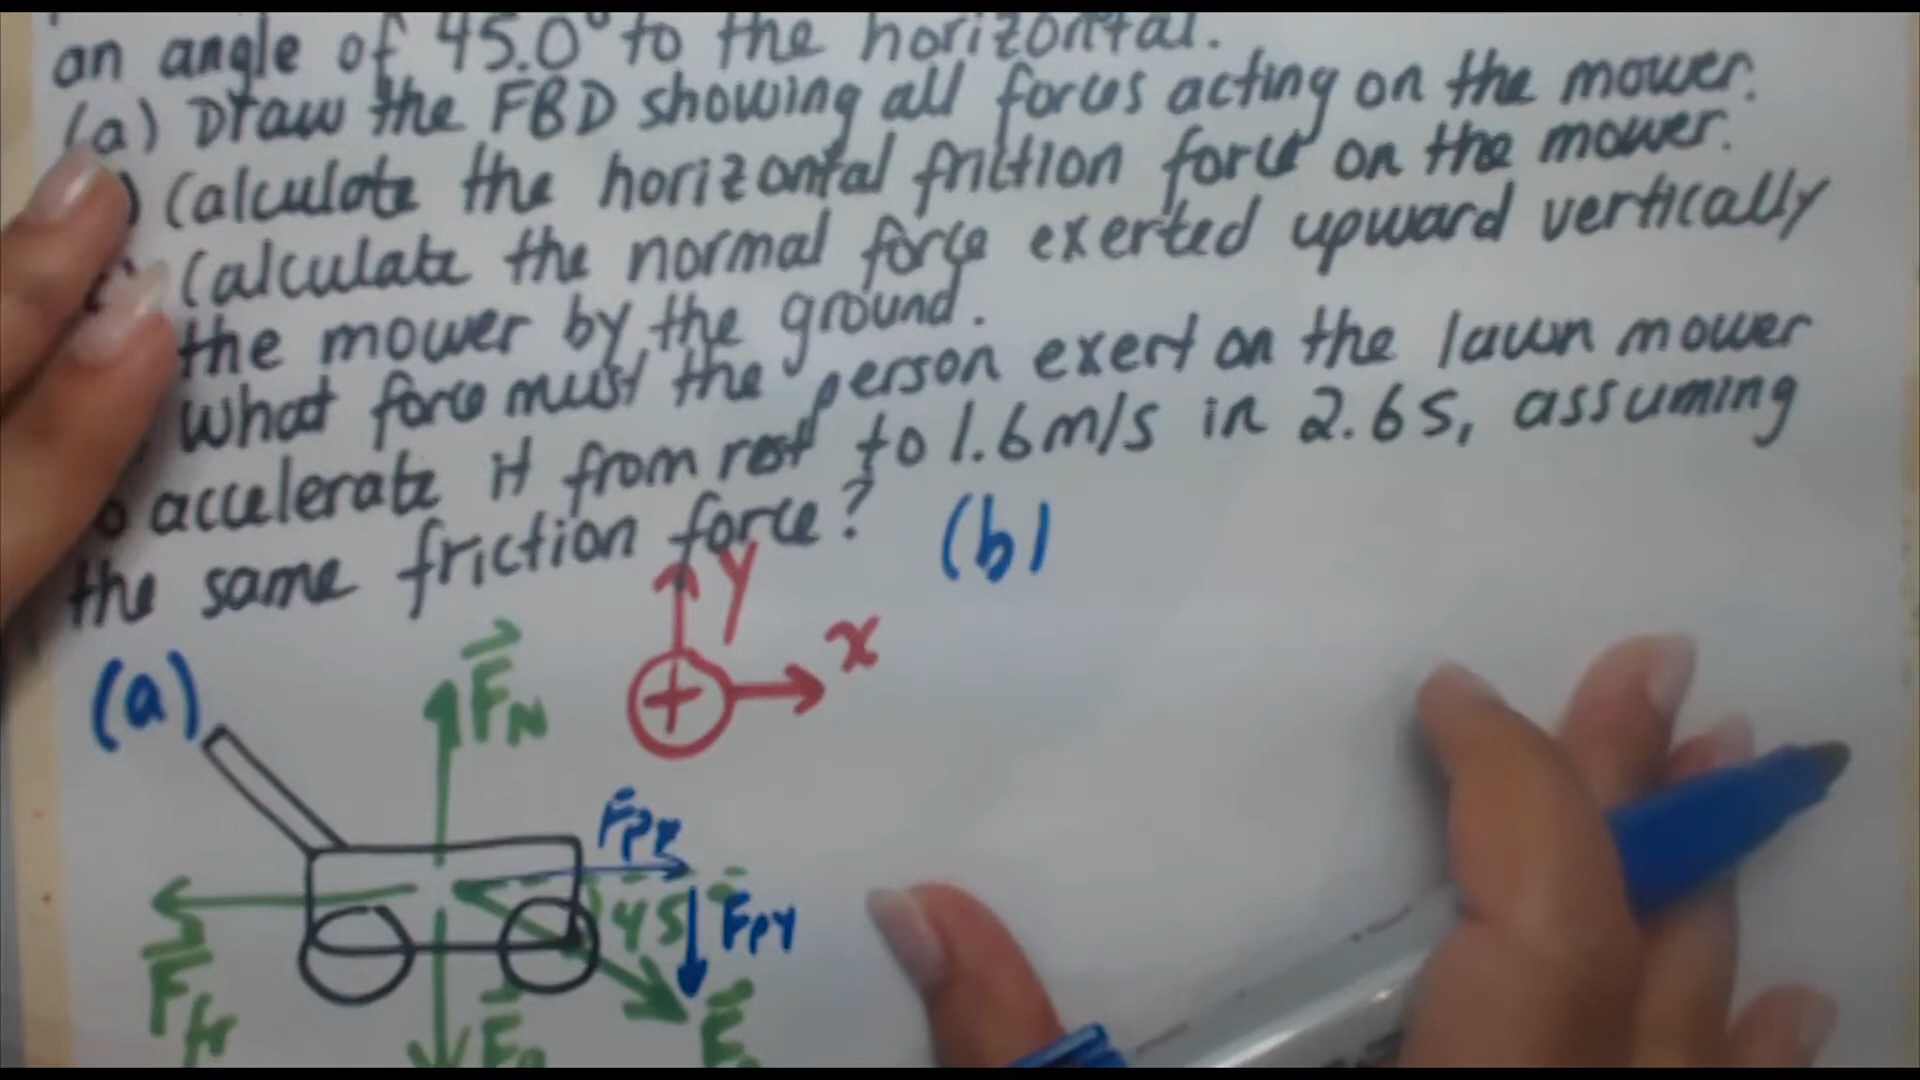 an angle of 45.0° to the horizontal.
(a) Draw the FBD showing all forces acting on the mower.
) Calculate the horizontal friction force on the mower.
Calculate the normal force exerted upward vertically
the mower by the ground.
What force must the person exert on the lawn mower
o accelerate it from rest to 1.6m/s in 2.6s, assuming
the same friction force?
(b)
y
x
(a)
FN
Fpx
45
Fpy
Ffr